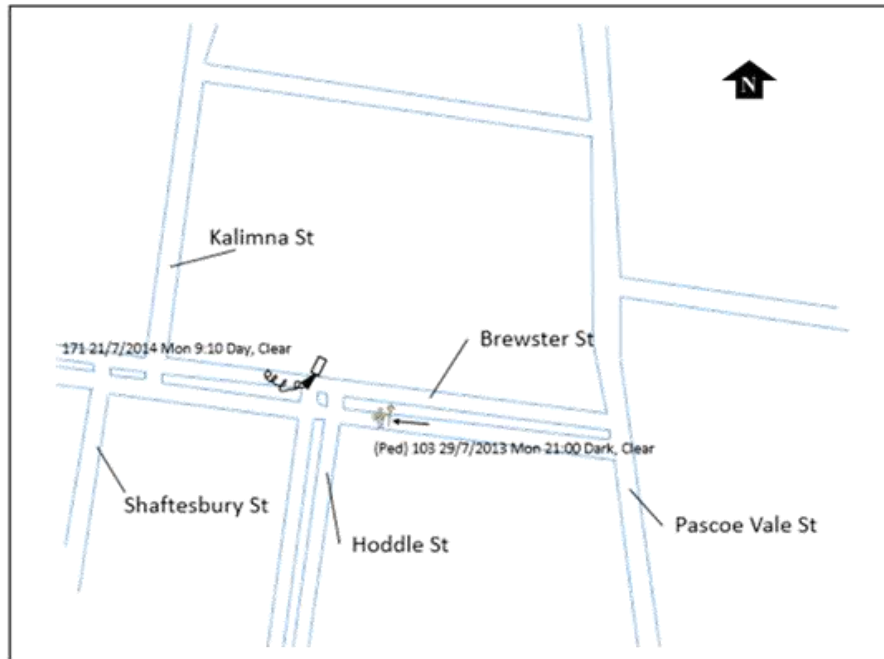 N
Kalimna St
171 21/7/2014 Mon 9:10 Day, Clear
Brewster St
(Ped) 103 29/7/2013 Mon 21:00 Dark, Clear
Shaftesbury St
Hoddle St
Pascoe Vale St